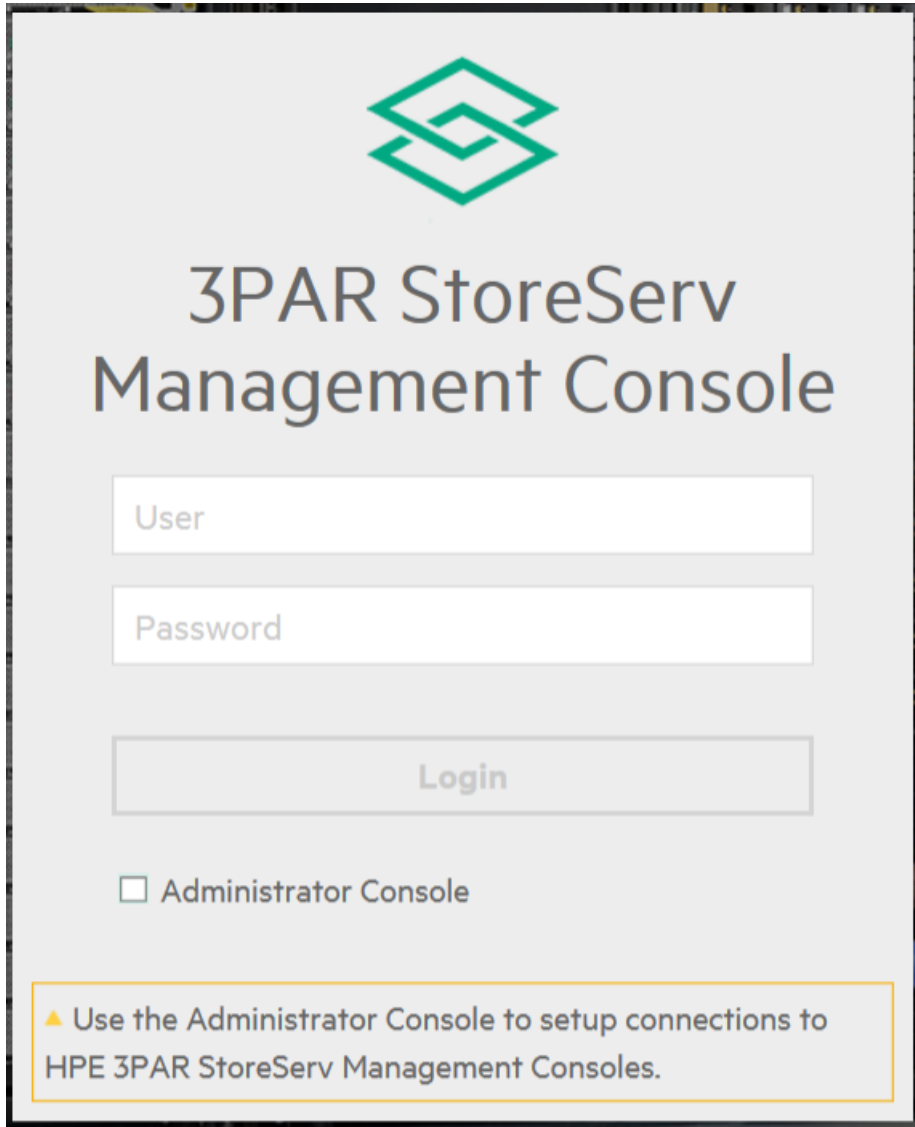 3PAR StoreServ
Management Console
User
Password
Login
Administrator Console
Use the Administrator Console to setup connections to
HPE 3PAR StoreServ Management Consoles.